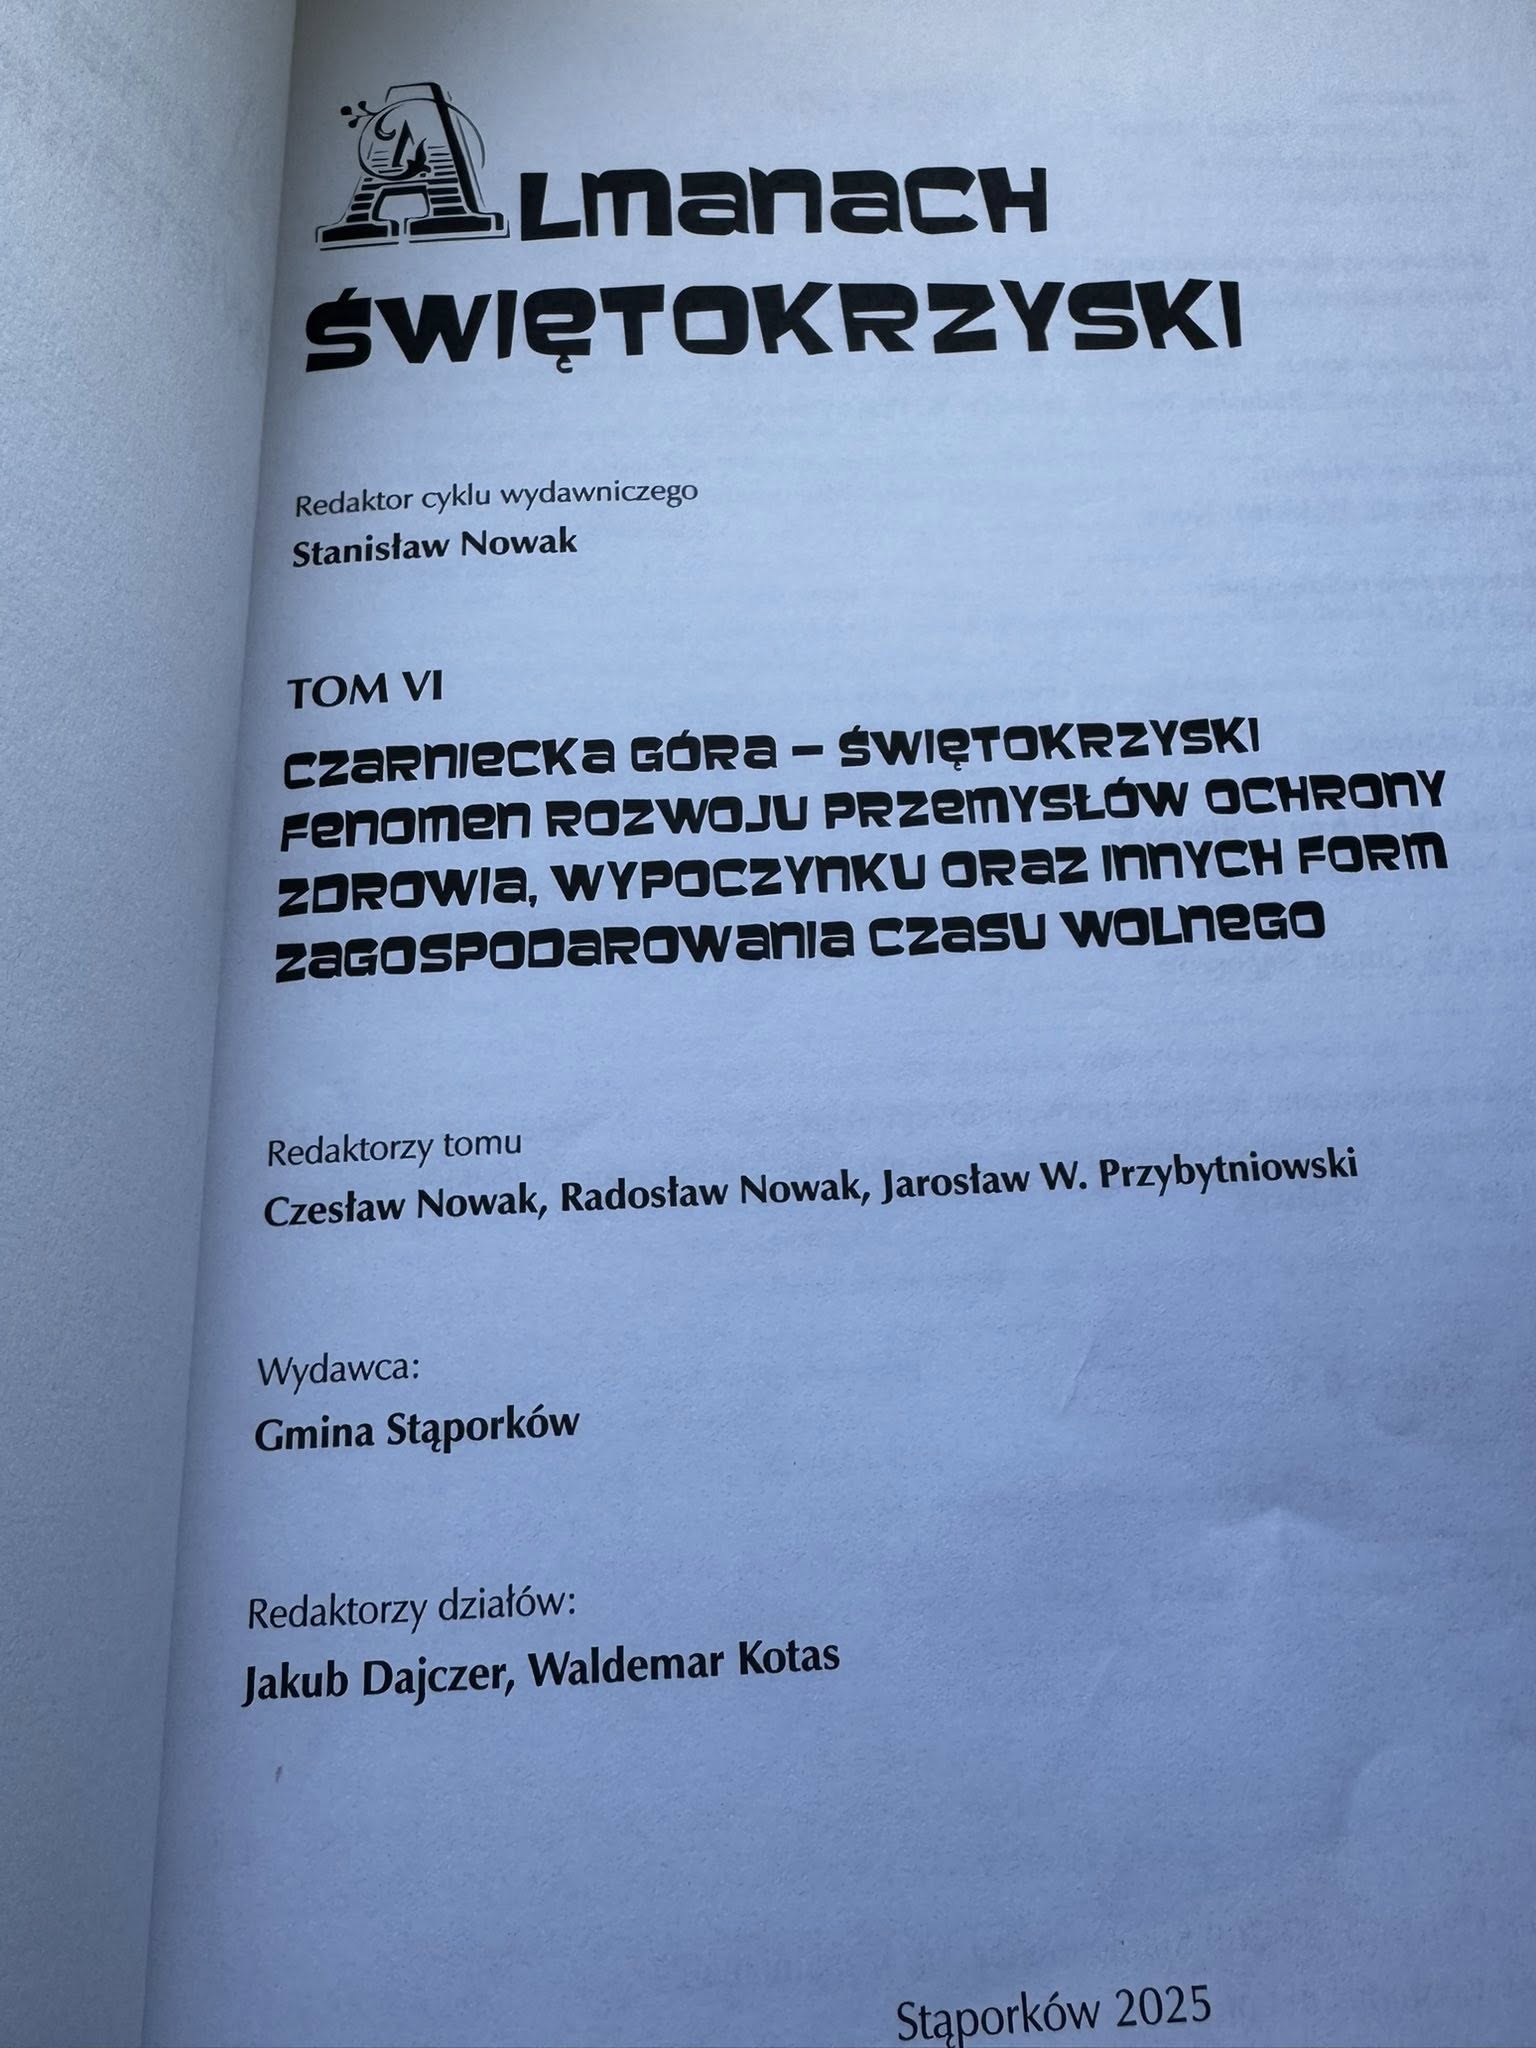 Almanach
Świętokrzyski
Redaktor cyklu wydawniczego
Stanisław Nowak
TOM VI
Czarniecka Góra – Świętokrzyski
fenomen rozwoju przemysłów ochrony
zdrowia, wypoczynku oraz innych form
zagospodarowania czasu wolnego
Redaktorzy tomu
Czesław Nowak, Radosław Nowak, Jarosław W. Przybytniowski
Wydawca:
Gmina Stąporków
Redaktorzy działów:
Jakub Dajczer, Waldemar Kotas
Stąporków 2025